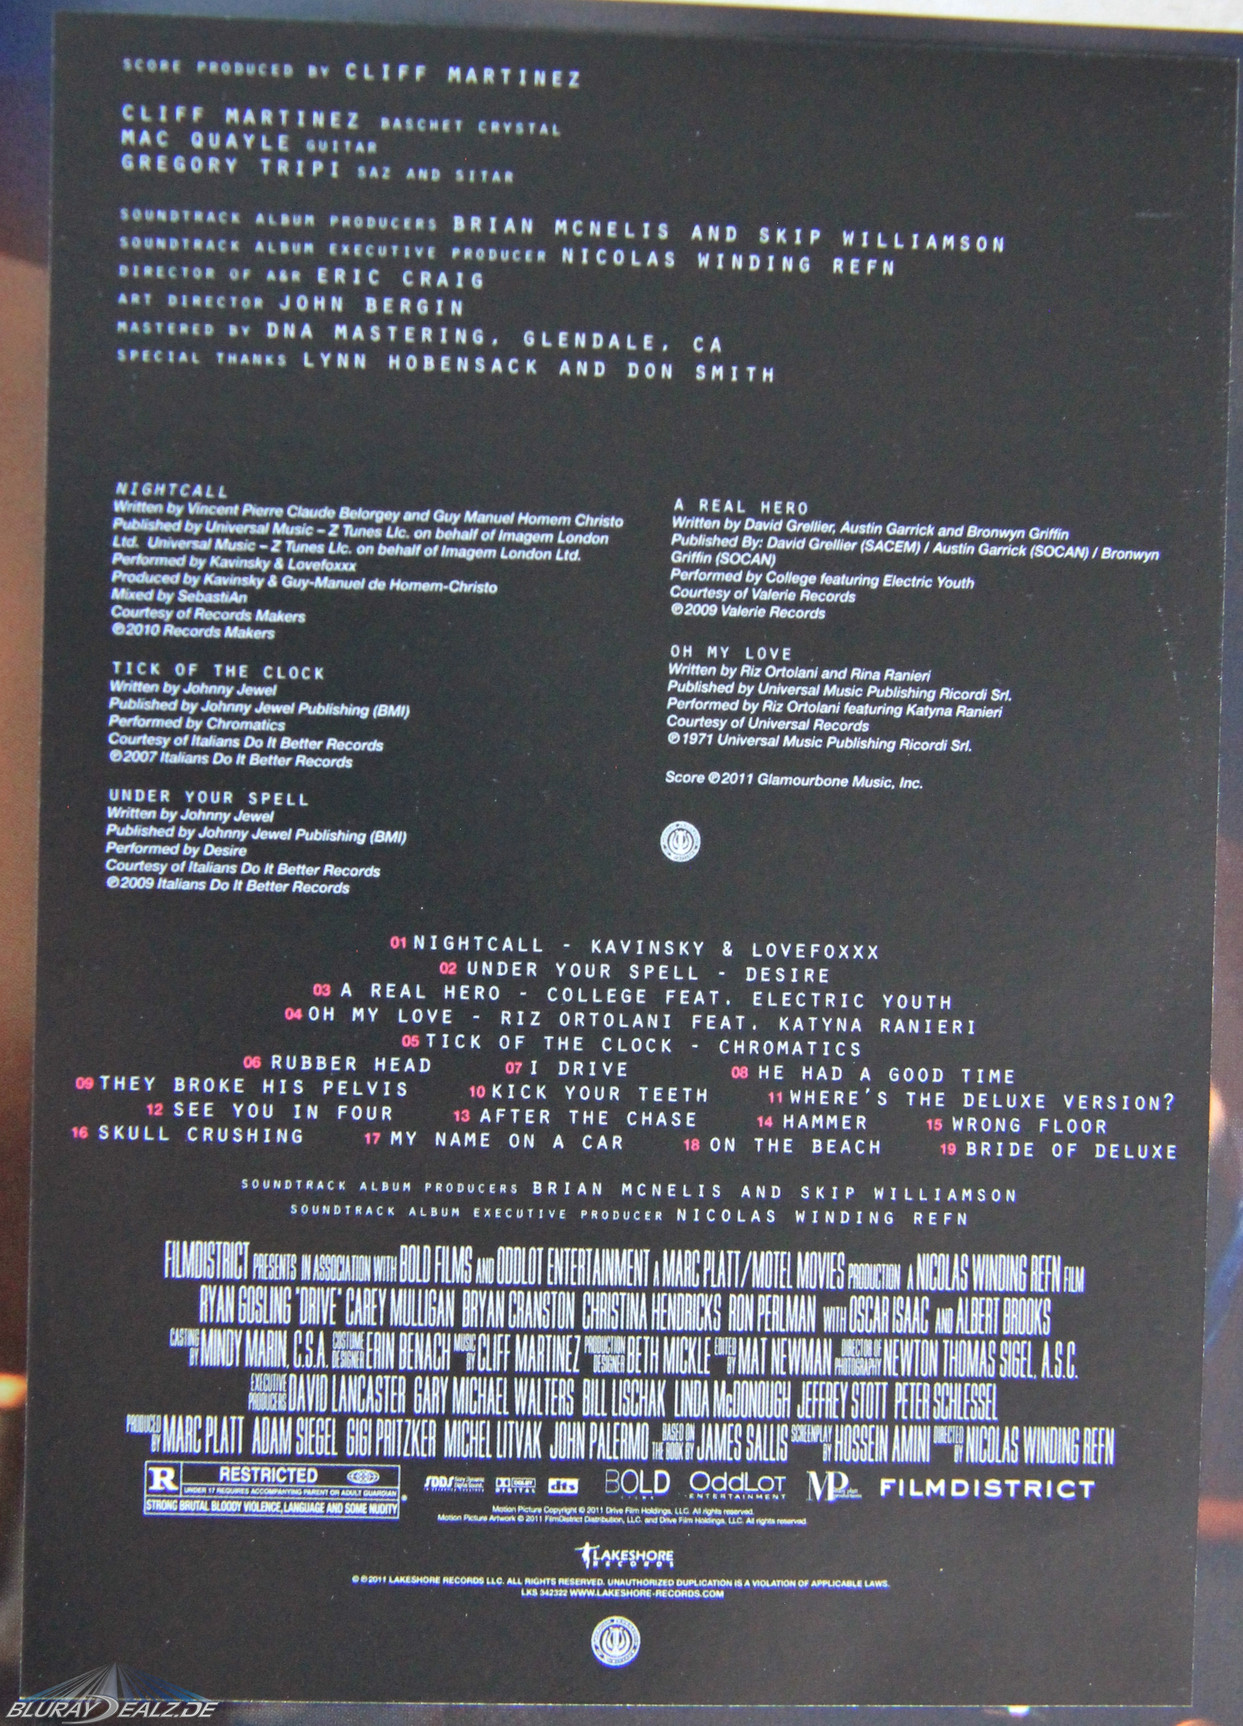 SCORE PRODUCED BY CLIFF MARTINEZ
CLIFF MARTINEZ BASCHET CRYSTAL
MAC QUAYLE GUITAR
GREGORY TRIPI SAZ AND SITAR
SOUNDTRACK ALBUM PRODUCERS BRIAN MCNELIS AND SKIP WILLIAMSON
SOUNDTRACK ALBUM EXECUTIVE PRODUCER NICOLAS WINDING REFN
DIRECTOR OF A&R ERIC CRAIG
ART DIRECTOR JOHN BERGIN
MASTERED BY DNA MASTERING, GLENDALE, CA
SPECIAL THANKS LYNN HOBENSACK AND DON SMITH
NIGHTCALL
Written by Vincent Pierre Claude Belorgey and Guy Manuel Homem Christo
Published by Universal Music – Z Tunes Llc. on behalf of Imagem London
Ltd. Universal Music – Z Tunes Llc. on behalf of Imagem London Ltd.
Performed by Kavinsky & Lovefoxxx
Produced by Kavinsky & Guy-Manuel de Homem-Christo
Mixed by SebastiAn
Courtesy of Records Makers
℗2010 Records Makers
TICK OF THE CLOCK
Written by Johnny Jewel
Published by Johnny Jewel Publishing (BMI)
Performed by Chromatics
Courtesy of Italians Do It Better Records
℗2007 Italians Do It Better Records
UNDER YOUR SPELL
Written by Johnny Jewel
Published by Johnny Jewel Publishing (BMI)
Performed by Desire
Courtesy of Italians Do It Better Records
℗2009 Italians Do It Better Records
A REAL HERO
Written by David Grellier, Austin Garrick and Bronwyn Griffin
Published By: David Grellier (SACEM) / Austin Garrick (SOCAN) / Bronwyn
Griffin (SOCAN)
Performed by College featuring Electric Youth
Courtesy of Valerie Records
℗2009 Valerie Records
OH MY LOVE
Written by Riz Ortolani and Rina Ranieri
Published by Universal Music Publishing Ricordi Srl.
Performed by Riz Ortolani featuring Katyna Ranieri
Courtesy of Universal Records
℗1971 Universal Music Publishing Ricordi Srl.
Score ℗2011 Glamourbone Music, Inc.
01 NIGHTCALL - KAVINSKY & LOVEFOXXX
02 UNDER YOUR SPELL - DESIRE
03 A REAL HERO - COLLEGE FEAT. ELECTRIC YOUTH
04 OH MY LOVE - RIZ ORTOLANI FEAT. KATYNA RANIERI
05 TICK OF THE CLOCK - CHROMATICS
06 RUBBER HEAD 07 I DRIVE 08 HE HAD A GOOD TIME
09 THEY BROKE HIS PELVIS 10 KICK YOUR TEETH 11 WHERE'S THE DELUXE VERSION?
12 SEE YOU IN FOUR 13 AFTER THE CHASE 14 HAMMER 15 WRONG FLOOR
16 SKULL CRUSHING 17 MY NAME ON A CAR 18 ON THE BEACH 19 BRIDE OF DELUXE
SOUNDTRACK ALBUM PRODUCERS BRIAN MCNELIS AND SKIP WILLIAMSON
SOUNDTRACK ALBUM EXECUTIVE PRODUCER NICOLAS WINDING REFN
FILMDISTRICT PRESENTS IN ASSOCIATION WITH BOLD FILMS AND ODDLOT ENTERTAINMENT A MARC PLATT/MOTEL MOVIES PRODUCTION A NICOLAS WINDING REFN FILM
RYAN GOSLING "DRIVE" CAREY MULLIGAN BRYAN CRANSTON CHRISTINA HENDRICKS RON PERLMAN WITH OSCAR ISAAC AND ALBERT BROOKS
CASTING BY MINDY MARIN, C.S.A. COSTUME DESIGNER ERIN BENACH MUSIC BY CLIFF MARTINEZ PRODUCTION DESIGNER BETH MICKLE EDITED BY MAT NEWMAN DIRECTOR OF PHOTOGRAPHY NEWTON THOMAS SIGEL, A.S.C.
EXECUTIVE PRODUCERS DAVID LANCASTER GARY MICHAEL WALTERS BILL LISCHAK LINDA McDONOUGH JEFFREY STOTT PETER SCHLESSEL
PRODUCED BY MARC PLATT ADAM SIEGEL GIGI PRITZKER MICHEL LITVAK JOHN PALERMO BASED ON THE BOOK BY JAMES SALLIS SCREENPLAY BY HOSSEIN AMINI DIRECTED BY NICOLAS WINDING REFN
R RESTRICTED
UNDER 17 REQUIRES ACCOMPANYING PARENT OR ADULT GUARDIAN
STRONG BRUTAL BLOODY VIOLENCE, LANGUAGE AND SOME NUDITY
SDDS Sony Dynamic Digital Sound DOLBY DIGITAL dts BOLD FILMS OddLot ENTERTAINMENT MP FILMDISTRICT
Motion Picture Copyright © 2011 Drive Film Holdings, LLC. All rights reserved.
Motion Picture Artwork © 2011 FilmDistrict Distribution, LLC. and Drive Film Holdings, LLC. All rights reserved.
LAKESHORE
RECORDS
© ℗ 2011 LAKESHORE RECORDS LLC. ALL RIGHTS RESERVED. UNAUTHORIZED DUPLICATION IS A VIOLATION OF APPLICABLE LAWS.
LKS 342322 WWW.LAKESHORE-RECORDS.COM
BLURAYDEALZ.DE